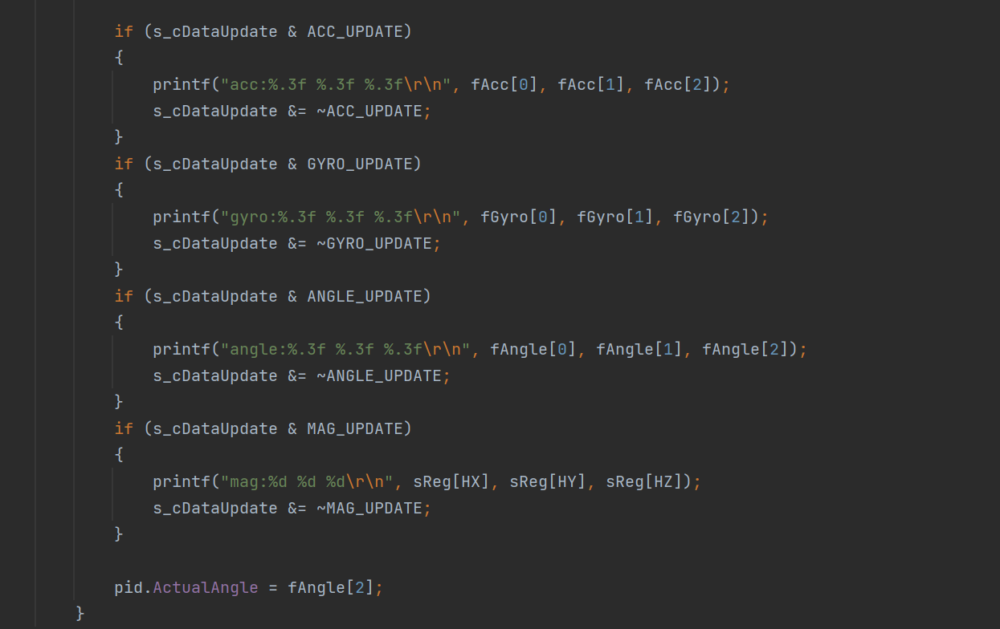 if (s_cDataUpdate & ACC_UPDATE)
{
printf("acc:%.3f %.3f %.3f\r\n", fAcc[0], fAcc[1], fAcc[2]);
s_cDataUpdate &= ~ACC_UPDATE;
}
if (s_cDataUpdate & GYRO_UPDATE)
{
printf("gyro:%.3f %.3f %.3f\r\n", fGyro[0], fGyro[1], fGyro[2]);
s_cDataUpdate &= ~GYRO_UPDATE;
}
if (s_cDataUpdate & ANGLE_UPDATE)
{
printf("angle:%.3f %.3f %.3f\r\n", fAngle[0], fAngle[1], fAngle[2]);
s_cDataUpdate &= ~ANGLE_UPDATE;
}
if (s_cDataUpdate & MAG_UPDATE)
{
printf("mag:%d %d %d\r\n", sReg[HX], sReg[HY], sReg[HZ]);
s_cDataUpdate &= ~MAG_UPDATE;
}
pid.ActualAngle = fAngle[2];
}